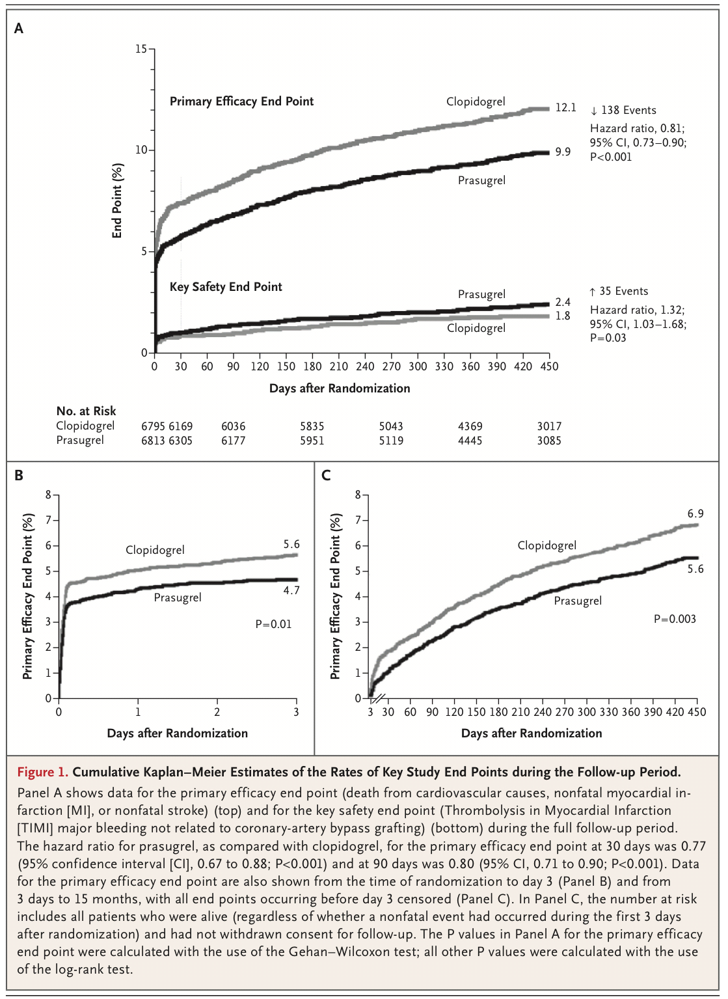 A
15
Primary Efficacy End Point
Clopidogrel
12.1
↓ 138 Events
Hazard ratio, 0.81;
95% CI, 0.73–0.90;
P<0.001
10
9.9
Prasugrel
End Point (%)
5
Key Safety End Point
Prasugrel
2.4
1.8
Clopidogrel
↑ 35 Events
Hazard ratio, 1.32;
95% CI, 1.03–1.68;
P=0.03
0
0 30 60 90 120 150 180 210 240 270 300 330 360 390 420 450
Days after Randomization
No. at Risk
Clopidogrel 6795 6169 6036 5835 5043 4369 3017
Prasugrel 6813 6305 6177 5951 5119 4445 3085
B
8
7
6
5
4
3
2
1
0
Primary Efficacy End Point (%)
Clopidogrel
5.6
Prasugrel
4.7
P=0.01
0 1 2 3
Days after Randomization
C
8
7
6
5
4
3
2
1
0
Primary Efficacy End Point (%)
6.9
Clopidogrel
5.6
Prasugrel
P=0.003
3 30 60 90 120 150 180 210 240 270 300 330 360 390 420 450
Days after Randomization
Figure 1. Cumulative Kaplan–Meier Estimates of the Rates of Key Study End Points during the Follow-up Period.
Panel A shows data for the primary efficacy end point (death from cardiovascular causes, nonfatal myocardial in-
farction [MI], or nonfatal stroke) (top) and for the key safety end point (Thrombolysis in Myocardial Infarction
[TIMI] major bleeding not related to coronary-artery bypass grafting) (bottom) during the full follow-up period.
The hazard ratio for prasugrel, as compared with clopidogrel, for the primary efficacy end point at 30 days was 0.77
(95% confidence interval [CI], 0.67 to 0.88; P<0.001) and at 90 days was 0.80 (95% CI, 0.71 to 0.90; P<0.001). Data
for the primary efficacy end point are also shown from the time of randomization to day 3 (Panel B) and from
3 days to 15 months, with all end points occurring before day 3 censored (Panel C). In Panel C, the number at risk
includes all patients who were alive (regardless of whether a nonfatal event had occurred during the first 3 days
after randomization) and had not withdrawn consent for follow-up. The P values in Panel A for the primary efficacy
end point were calculated with the use of the Gehan–Wilcoxon test; all other P values were calculated with the use
of the log-rank test.